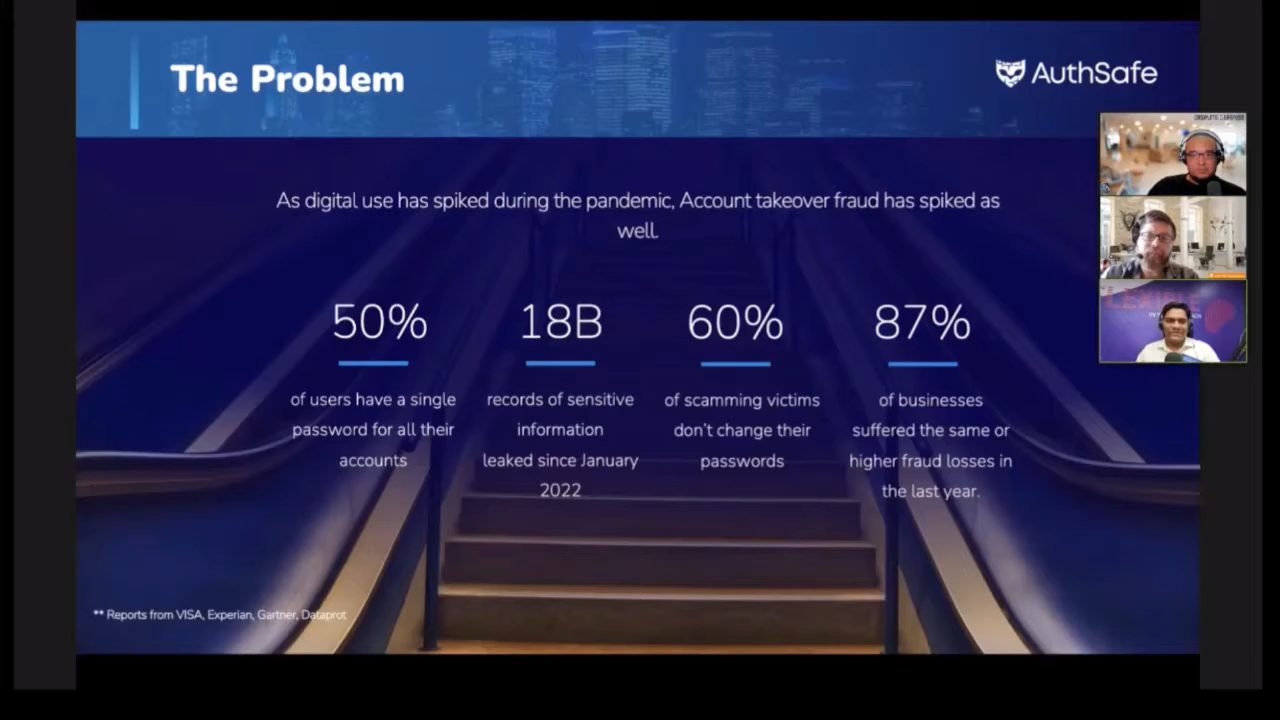 The Problem
AuthSafe
As digital use has spiked during the pandemic, Account takeover fraud has spiked as
well.
50%
of users have a single
password for all their
accounts
18B
records of sensitive
information
leaked since January
2022
60%
of scamming victims
don't change their
passwords
87%
of businesses
suffered the same or
higher fraud losses in
the last year.
** Reports from VISA, Experian, Gartner, Dataprot
DISPUTE DEFENSE